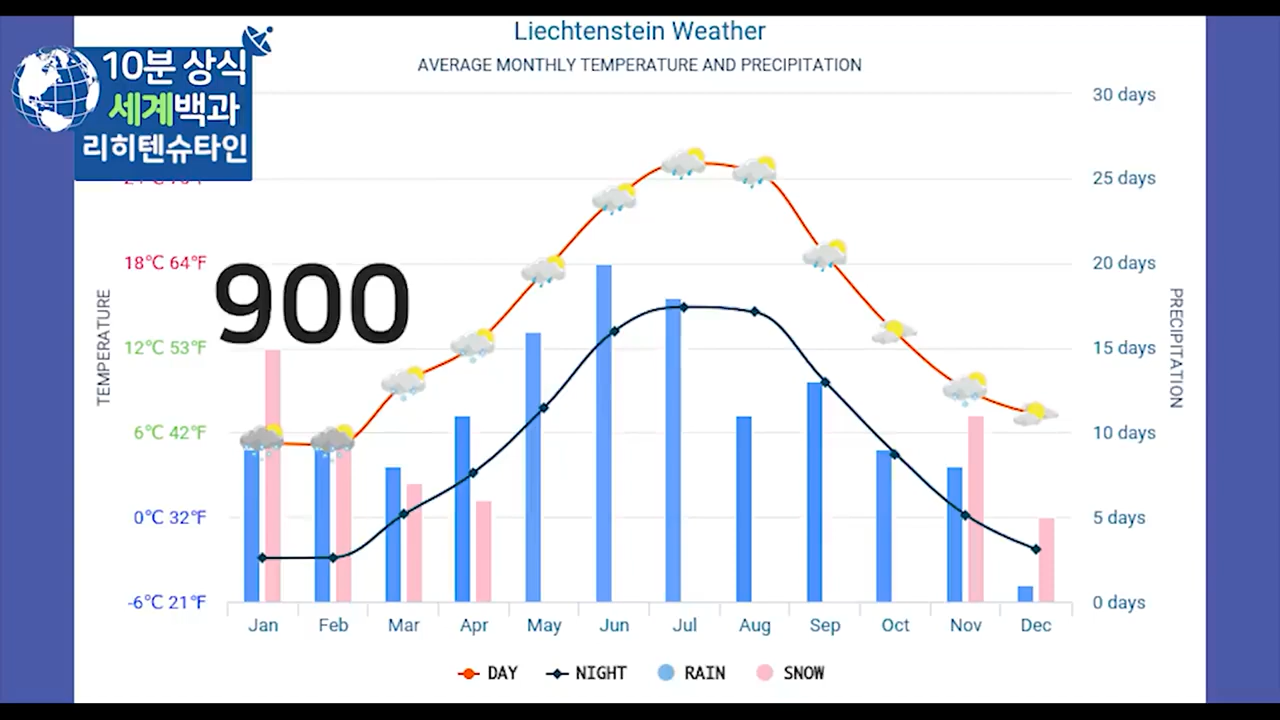 Liechtenstein Weather
AVERAGE MONTHLY TEMPERATURE AND PRECIPITATION
10분 상식
세계백과
리히텐슈타인
30 days
25 days
18°C 64°F
20 days
900
12°C 53°F
15 days
6°C 42°F
10 days
0°C 32°F
5 days
-6°C 21°F
0 days
TEMPERATURE
PRECIPITATION
Jan Feb Mar Apr May Jun Jul Aug Sep Oct Nov Dec
DAY NIGHT RAIN SNOW